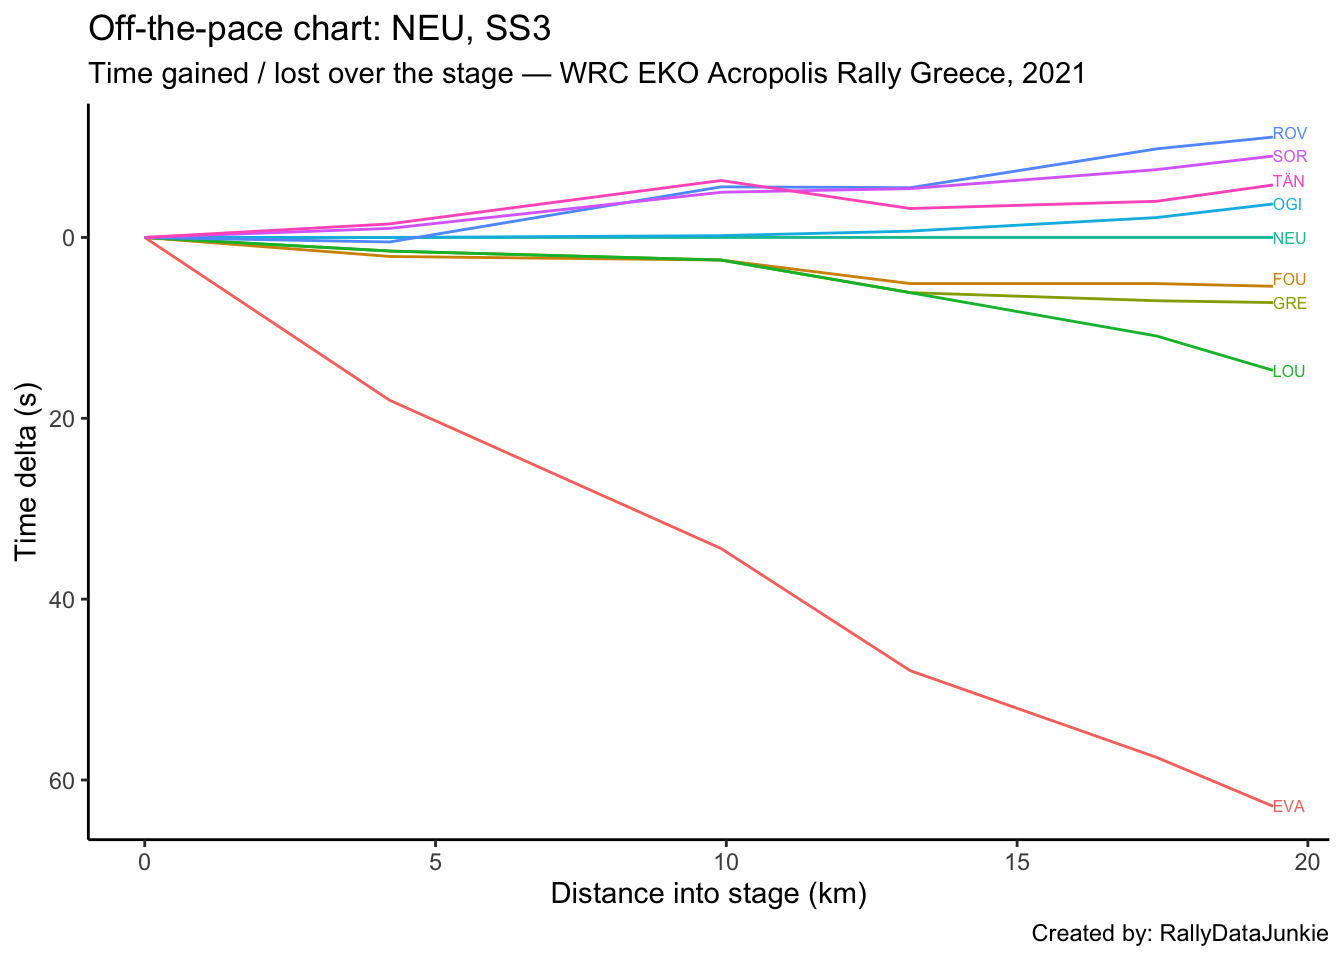 Off-the-pace chart: NEU, SS3
Time gained / lost over the stage — WRC EKO Acropolis Rally Greece, 2021
ROV
SOR
TÄN
OGI
NEU
FOU
GRE
LOU
EVA
0
20
40
60
Time delta (s)
0
5
10
15
20
Distance into stage (km)
Created by: RallyDataJunkie